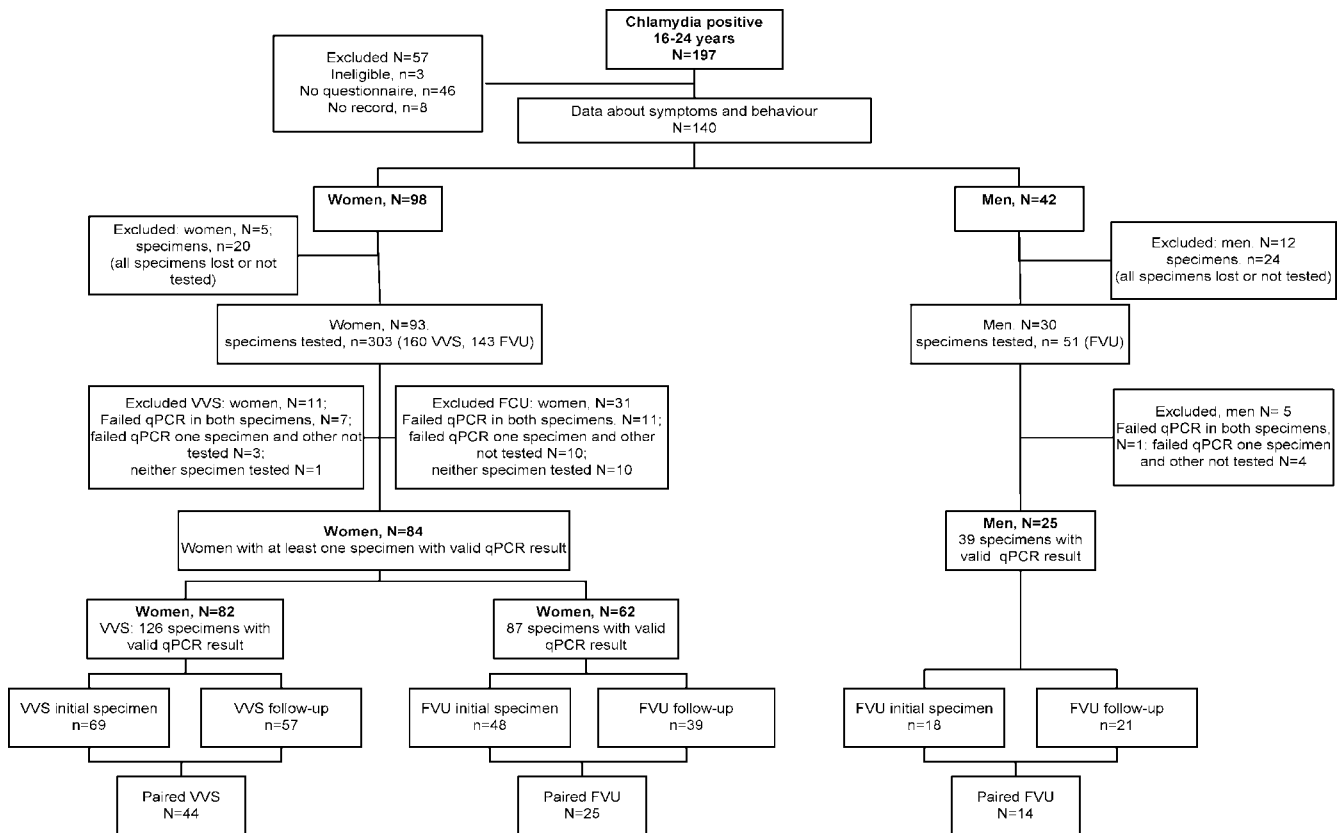 Chlamydia positive
16-24 years
N=197
Excluded N=57
Ineligible, n=3
No questionnaire, n=46
No record, n=8
Data about symptoms and behaviour
N=140
Women, N=98
Men, N=42
Excluded: women, N=5;
specimens, n=20
(all specimens lost or not
tested)
Excluded: men. N=12
specimens. n=24
(all specimens lost or not tested)
Women, N=93.
specimens tested, n=303 (160 VVS, 143 FVU)
Men. N=30
specimens tested, n= 51 (FVU)
Excluded VVS: women, N=11;
Failed qPCR in both specimens, N=7;
failed qPCR one specimen and other not
tested N=3;
neither specimen tested N=1
Excluded FCU: women, N=31
Failed qPCR in both specimens. N=11;
failed qPCR one specimen and other
not tested N=10;
neither specimen tested N=10
Excluded, men N= 5
Failed qPCR in both specimens,
N=1: failed qPCR one specimen
and other not tested N=4
Women, N=84
Women with at least one specimen with valid qPCR result
Men, N=25
39 specimens with
valid qPCR result
Women, N=82
VVS: 126 specimens with
valid qPCR result
Women, N=62
87 specimens with valid
qPCR result
VVS initial specimen
n=69
VVS follow-up
n=57
FVU initial specimen
n=48
FVU follow-up
n=39
FVU initial specimen
n=18
FVU follow-up
n=21
Paired VVS
N=44
Paired FVU
N=25
Paired FVU
N=14